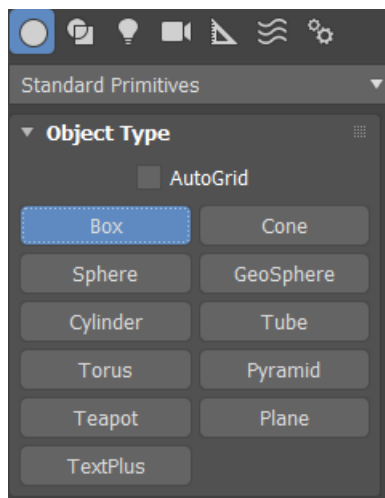 Standard Primitives
Object Type
AutoGrid
Box Cone
Sphere GeoSphere
Cylinder Tube
Torus Pyramid
Teapot Plane
TextPlus